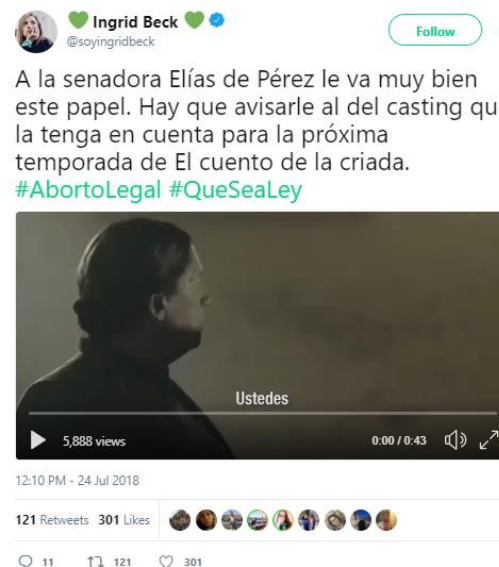 Ingrid Beck
@soyingridbeck
Follow
A la senadora Elías de Pérez le va muy bien
este papel. Hay que avisarle al del casting qu
la tenga en cuenta para la próxima
temporada de El cuento de la criada.
#AbortoLegal #QueSeaLey
Ustedes
5,888 views
0:00 / 0:43
12:10 PM - 24 Jul 2018
121 Retweets 301 Likes
11 121 301